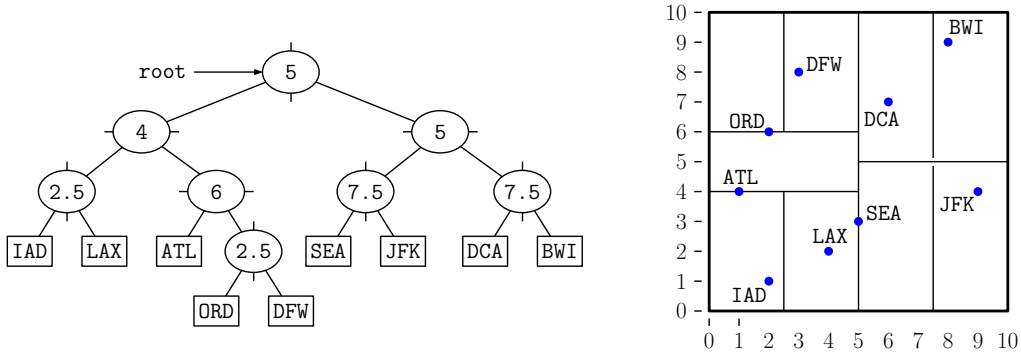 root
5
4
5
2.5
6
7.5
7.5
IAD
LAX
ATL
2.5
SEA
JFK
DCA
BWI
ORD
DFW
10
9
8
7
6
5
4
3
2
1
0
BWI
DFW
DCA
ORD
ATL
SEA
JFK
LAX
IAD
0 1 2 3 4 5 6 7 8 9 10